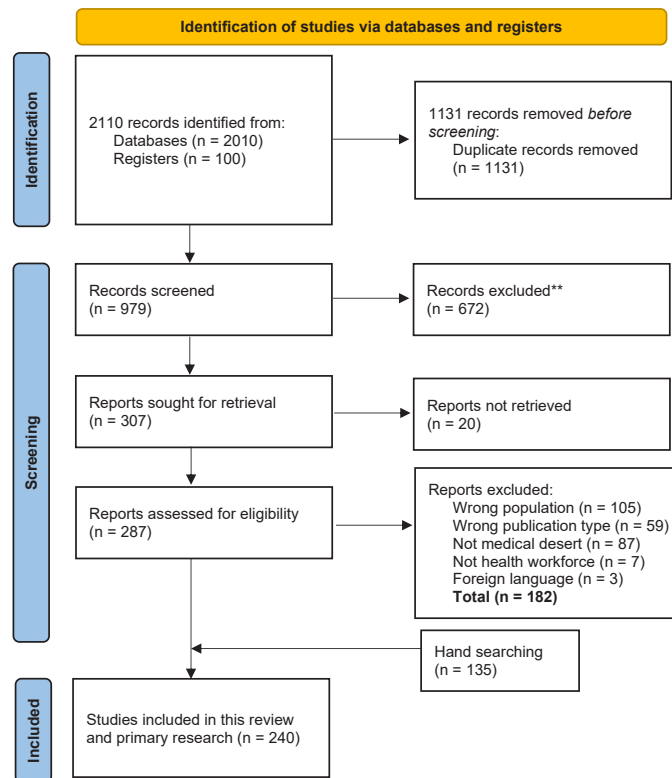 Identification of studies via databases and registers
Identification
2110 records identified from:
Databases (n = 2010)
Registers (n = 100)
1131 records removed before
screening:
Duplicate records removed
(n = 1131)
Screening
Records screened
(n = 979)
Records excluded**
(n = 672)
Reports sought for retrieval
(n = 307)
Reports not retrieved
(n = 20)
Reports assessed for eligibility
(n = 287)
Reports excluded:
Wrong population (n = 105)
Wrong publication type (n = 59)
Not medical desert (n = 87)
Not health workforce (n = 7)
Foreign language (n = 3)
Total (n = 182)
Hand searching
(n = 135)
Included
Studies included in this review
and primary research (n = 240)